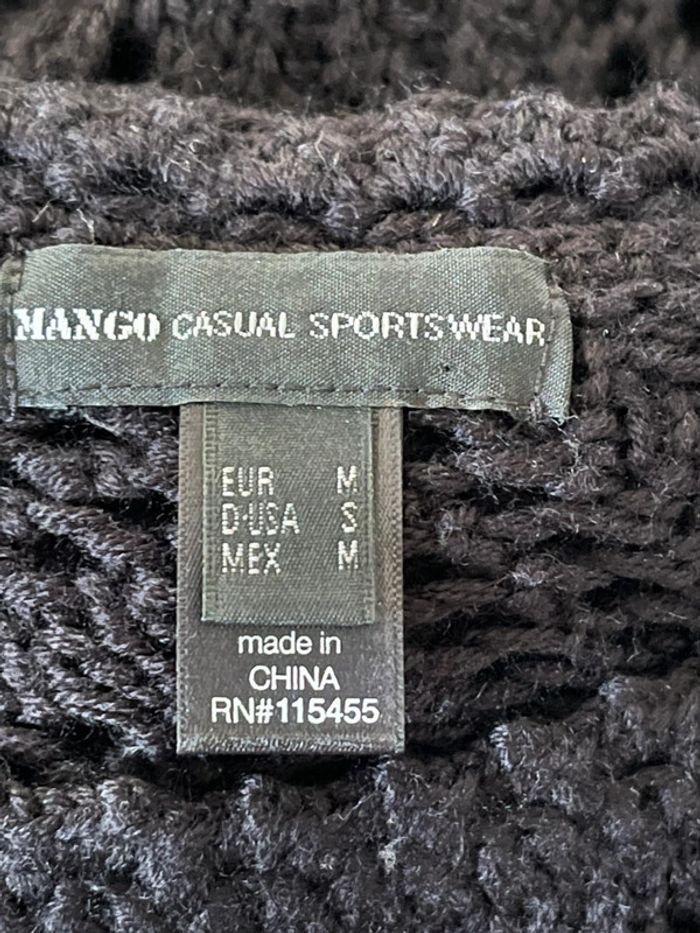 MANGO CASUAL SPORTSWEAR
EUR M
D·USA S
MEX M
made in
CHINA
RN#115455